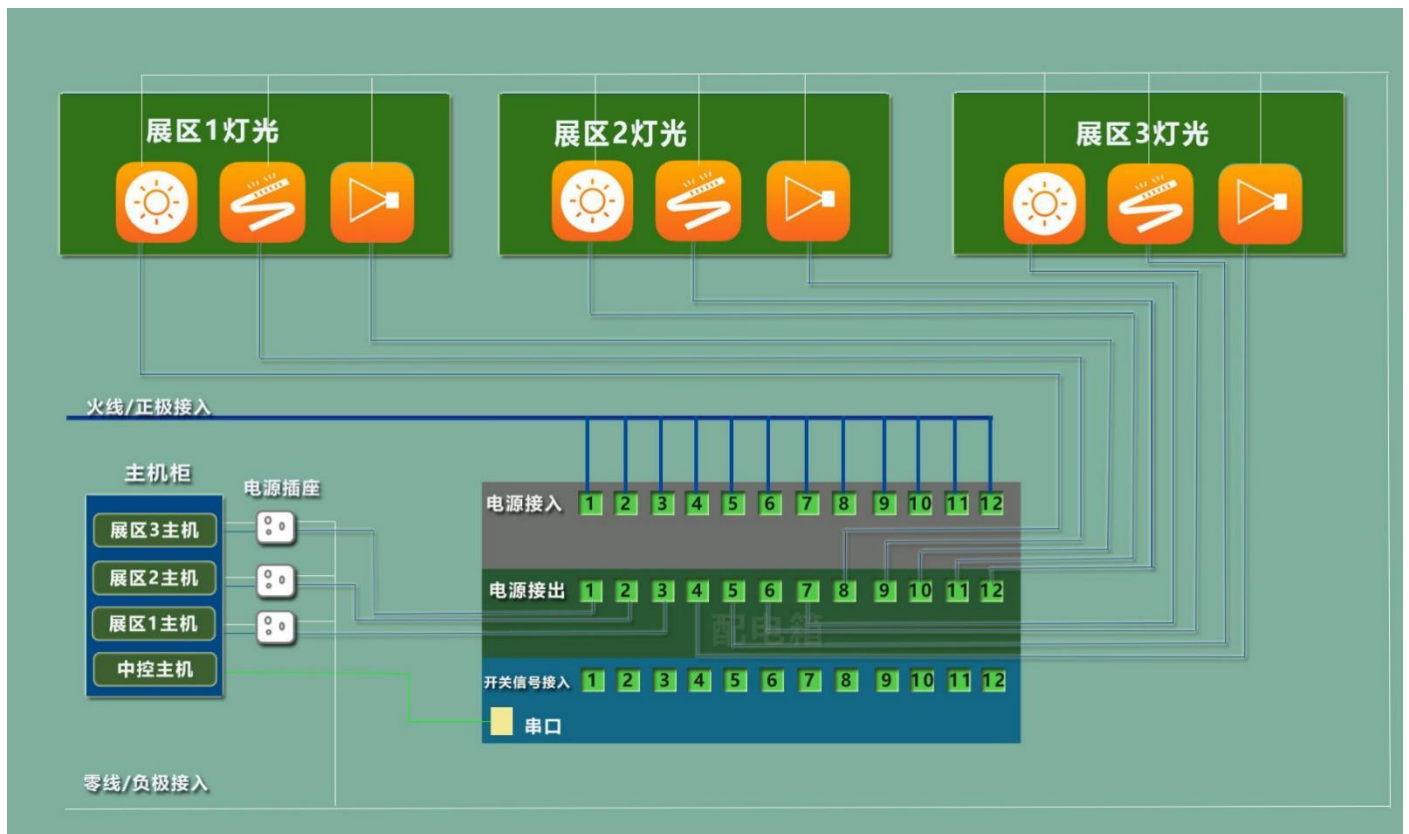 展区1灯光
展区2灯光
展区3灯光
火线/正极接入
主机柜
电源插座
展区3主机
展区2主机
展区1主机
中控主机
电源接入 1 2 3 4 5 6 7 8 9 10 11 12
电源接出 1 2 3 4 5 6 7 8 9 10 11 12
配电箱
开关信号接入 1 2 3 4 5 6 7 8 9 10 11 12
串口
零线/负极接入